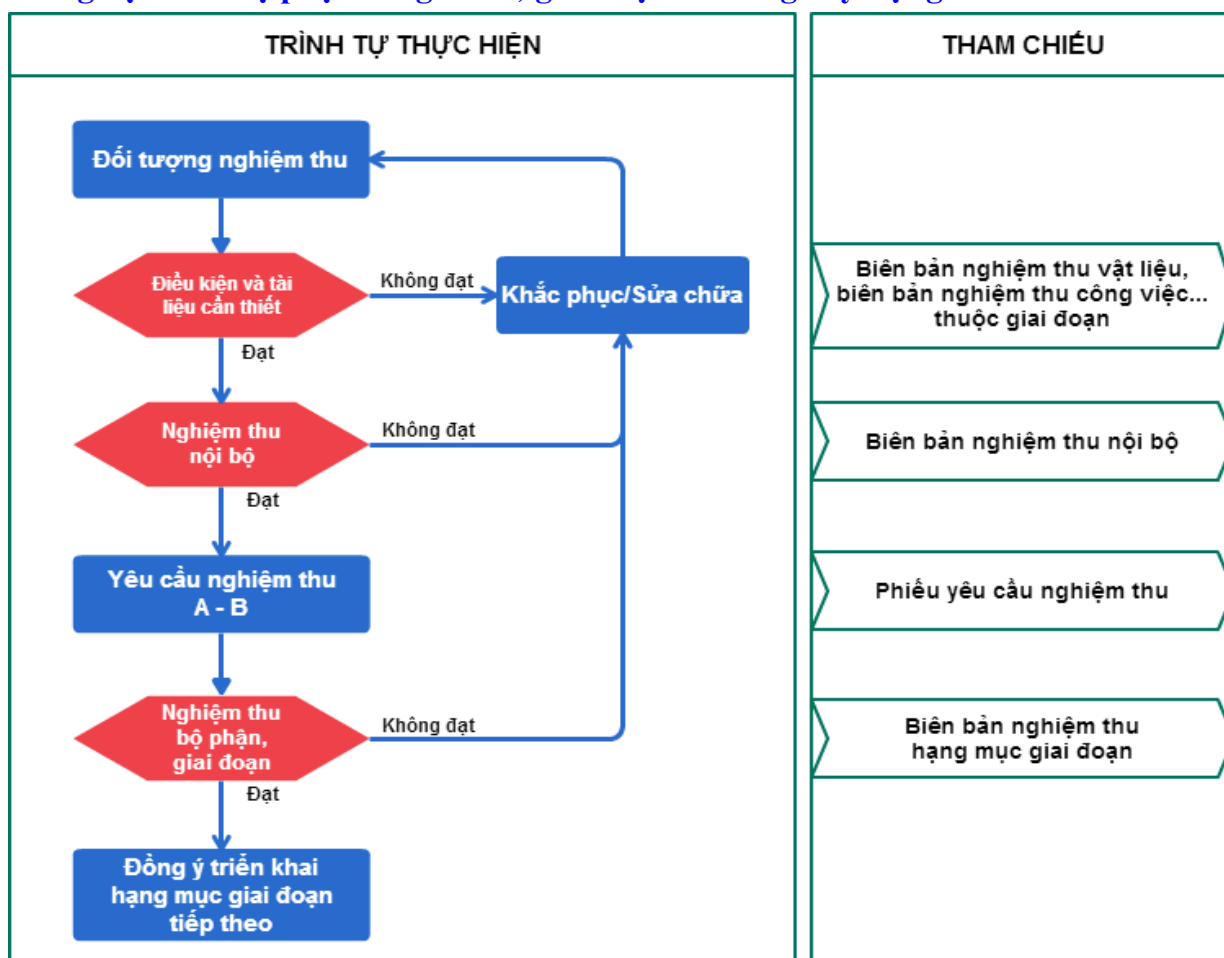 TRÌNH TỰ THỰC HIỆN
THAM CHIẾU
Đối tượng nghiệm thu
Điều kiện và tài
liệu cần thiết
Không đạt
Khắc phục/Sửa chữa
Biên bản nghiệm thu vật liệu,
biên bản nghiệm thu công việc...
thuộc giai đoạn
Đạt
Nghiệm thu
nội bộ
Không đạt
Biên bản nghiệm thu nội bộ
Đạt
Yêu cầu nghiệm thu
A - B
Phiếu yêu cầu nghiệm thu
Nghiệm thu
bộ phận,
giai đoạn
Không đạt
Biên bản nghiệm thu
hạng mục giai đoạn
Đạt
Đồng ý triển khai
hạng mục giai đoạn
tiếp theo